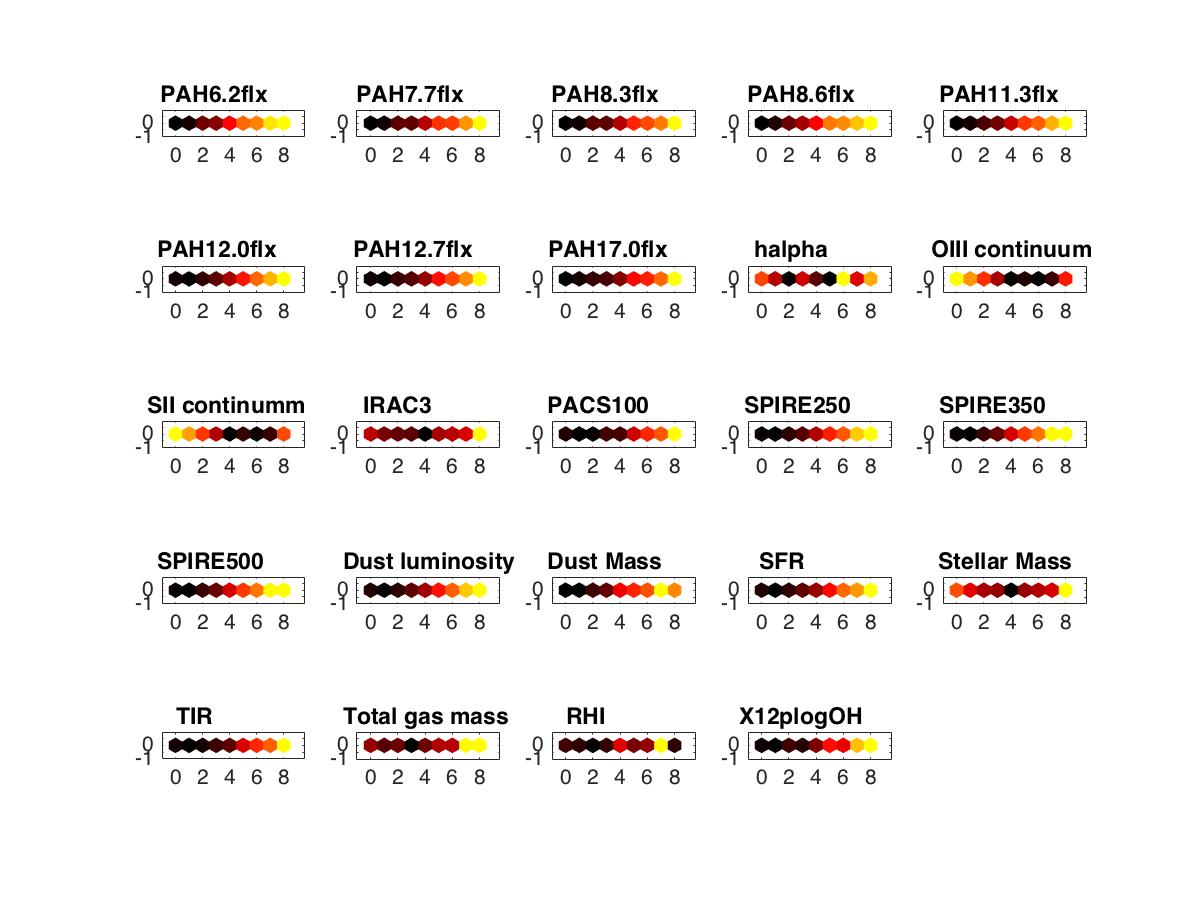 PAH6.2flx PAH7.7flx PAH8.3flx PAH8.6flx PAH11.3flx
0 0 0 0 0
-1 -1 -1 -1 -1
0 2 4 6 8 0 2 4 6 8 0 2 4 6 8 0 2 4 6 8 0 2 4 6 8
PAH12.0flx PAH12.7flx PAH17.0flx halpha OIII continuum
0 0 0 0 0
-1 -1 -1 -1 -1
0 2 4 6 8 0 2 4 6 8 0 2 4 6 8 0 2 4 6 8 0 2 4 6 8
SII continumm IRAC3 PACS100 SPIRE250 SPIRE350
0 0 0 0 0
-1 -1 -1 -1 -1
0 2 4 6 8 0 2 4 6 8 0 2 4 6 8 0 2 4 6 8 0 2 4 6 8
SPIRE500 Dust luminosity Dust Mass SFR Stellar Mass
0 0 0 0 0
-1 -1 -1 -1 -1
0 2 4 6 8 0 2 4 6 8 0 2 4 6 8 0 2 4 6 8 0 2 4 6 8
TIR Total gas mass RHI X12plogOH
0 0 0 0
-1 -1 -1 -1
0 2 4 6 8 0 2 4 6 8 0 2 4 6 8 0 2 4 6 8